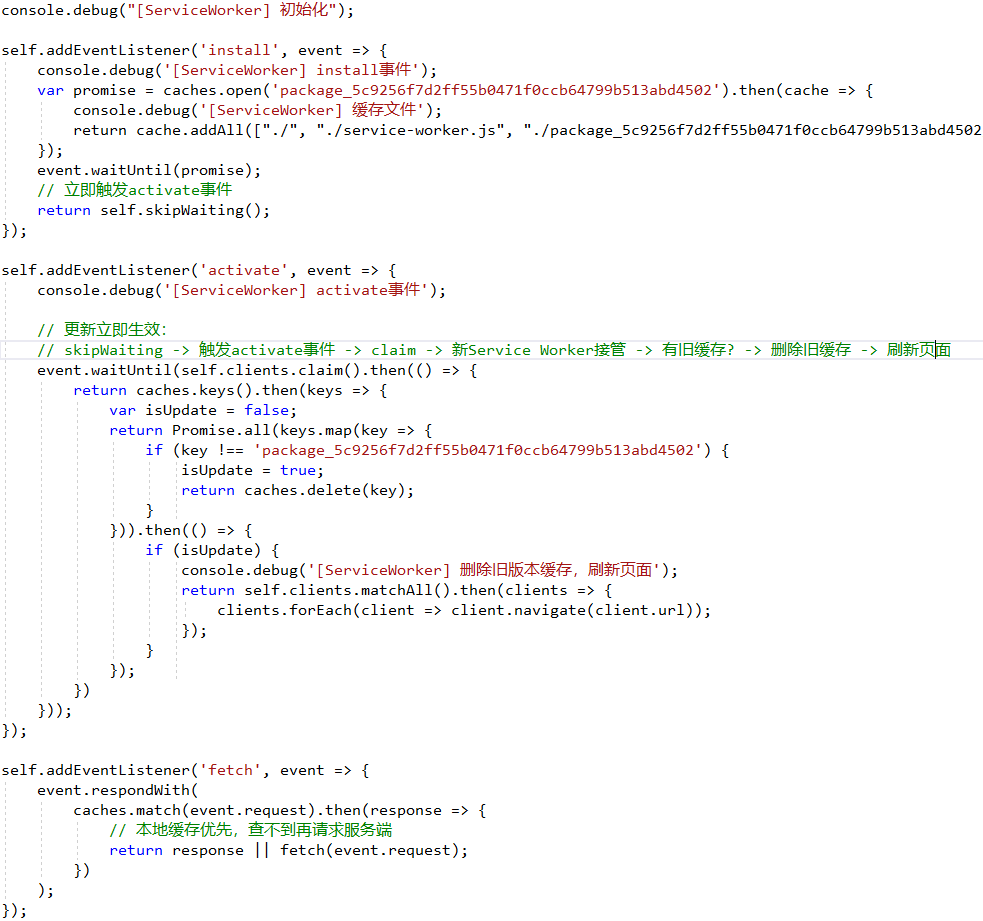 console.debug("[ServiceWorker] 初始化");
self.addEventListener('install', event => {
console.debug('[ServiceWorker] install事件');
var promise = caches.open('package_5c9256f7d2ff55b0471f0ccb64799b513abd4502').then(cache => {
console.debug('[ServiceWorker] 缓存文件');
return cache.addAll(["./", "./service-worker.js", "./package_5c9256f7d2ff55b0471f0ccb64799b513abd4502
});
event.waitUntil(promise);
// 立即触发activate事件
return self.skipWaiting();
});
self.addEventListener('activate', event => {
console.debug('[ServiceWorker] activate事件');
// 更新立即生效：
// skipWaiting -> 触发activate事件 -> claim -> 新Service Worker接管 -> 有旧缓存? -> 删除旧缓存 -> 刷新页面
event.waitUntil(self.clients.claim().then(() => {
return caches.keys().then(keys => {
var isUpdate = false;
return Promise.all(keys.map(key => {
if (key !== 'package_5c9256f7d2ff55b0471f0ccb64799b513abd4502') {
isUpdate = true;
return caches.delete(key);
}
})).then(() => {
if (isUpdate) {
console.debug('[ServiceWorker] 删除旧版本缓存，刷新页面');
return self.clients.matchAll().then(clients => {
clients.forEach(client => client.navigate(client.url));
});
}
});
})
}));
});
self.addEventListener('fetch', event => {
event.respondWith(
caches.match(event.request).then(response => {
// 本地缓存优先，查不到再请求服务端
return response || fetch(event.request);
})
);
});